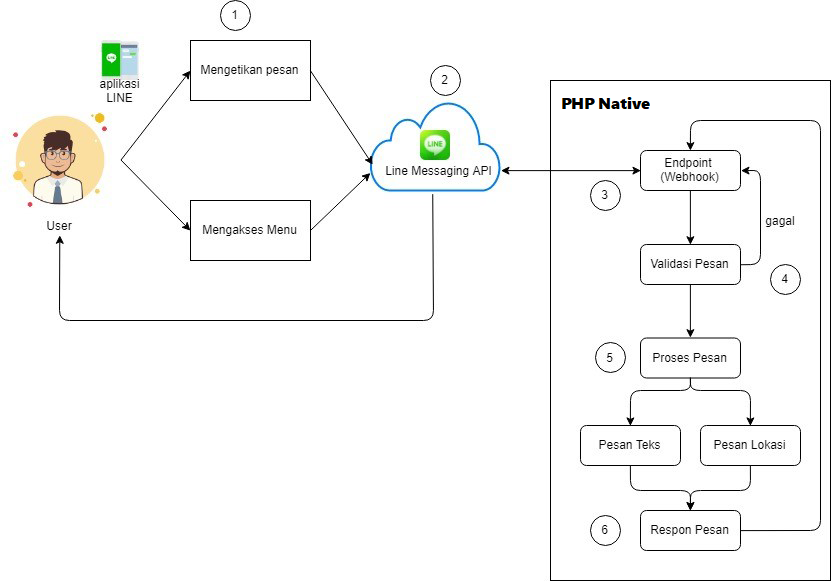 1
aplikasi
LINE
Mengetikan pesan
User
Mengakses Menu
2
LINE
Line Messaging API
PHP Native
Endpoint
(Webhook)
3
gagal
Validasi Pesan
4
5
Proses Pesan
Pesan Teks
Pesan Lokasi
6
Respon Pesan